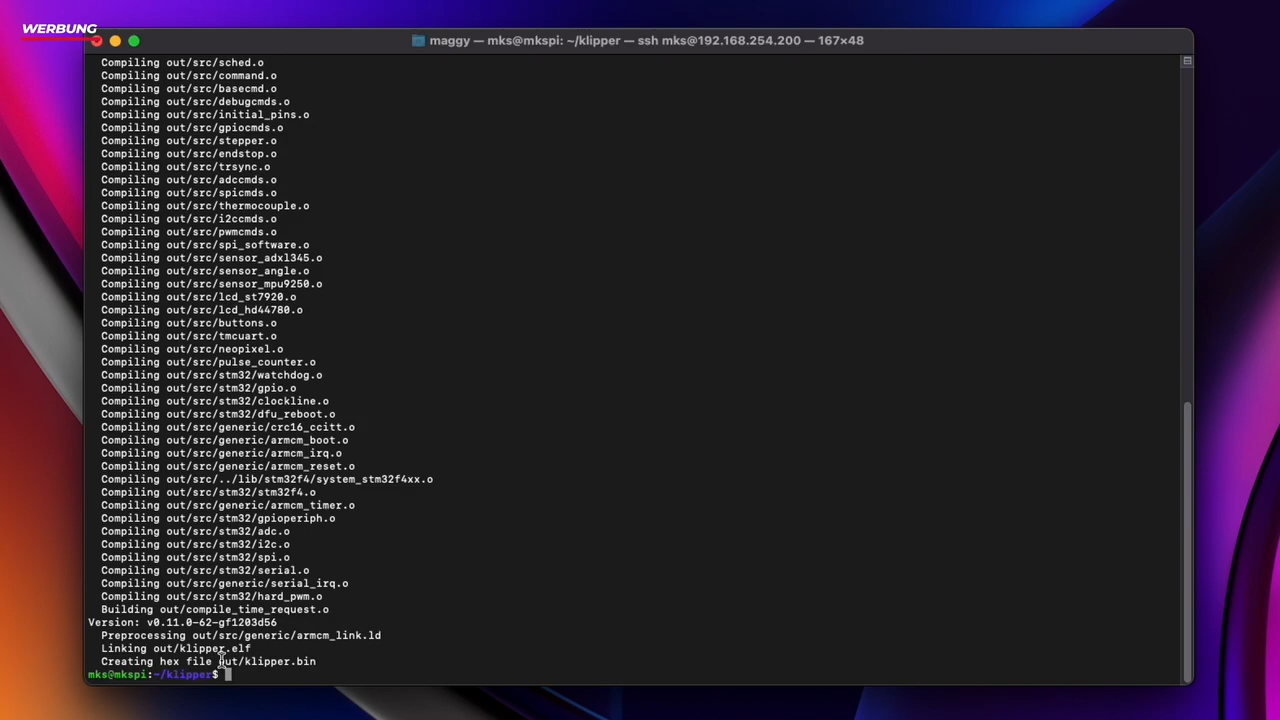 WERBUNG
maggy — mks@mkspi: ~/klipper — ssh mks@192.168.254.200 — 167×48
Compiling out/src/sched.o
Compiling out/src/command.o
Compiling out/src/basecmd.o
Compiling out/src/debugcmds.o
Compiling out/src/initial_pins.o
Compiling out/src/gpiocmds.o
Compiling out/src/stepper.o
Compiling out/src/endstop.o
Compiling out/src/trsync.o
Compiling out/src/adccmds.o
Compiling out/src/spicmds.o
Compiling out/src/thermocouple.o
Compiling out/src/i2ccmds.o
Compiling out/src/pwmcmds.o
Compiling out/src/spi_software.o
Compiling out/src/sensor_adxl345.o
Compiling out/src/sensor_angle.o
Compiling out/src/sensor_mpu9250.o
Compiling out/src/lcd_st7920.o
Compiling out/src/lcd_hd44780.o
Compiling out/src/buttons.o
Compiling out/src/tmcuart.o
Compiling out/src/neopixel.o
Compiling out/src/pulse_counter.o
Compiling out/src/stm32/watchdog.o
Compiling out/src/stm32/gpio.o
Compiling out/src/stm32/clockline.o
Compiling out/src/stm32/dfu_reboot.o
Compiling out/src/generic/crc16_ccitt.o
Compiling out/src/generic/armcm_boot.o
Compiling out/src/generic/armcm_irq.o
Compiling out/src/generic/armcm_reset.o
Compiling out/src/../lib/stm32f4/system_stm32f4xx.o
Compiling out/src/stm32/stm32f4.o
Compiling out/src/generic/armcm_timer.o
Compiling out/src/stm32/gpioperiph.o
Compiling out/src/stm32/adc.o
Compiling out/src/stm32/i2c.o
Compiling out/src/stm32/spi.o
Compiling out/src/stm32/serial.o
Compiling out/src/generic/serial_irq.o
Compiling out/src/stm32/hard_pwm.o
Building out/compile_time_request.o
Version: v0.11.0-62-gf1203d56
Preprocessing out/src/generic/armcm_link.ld
Linking out/klipper.elf
Creating hex file out/klipper.bin
mks@mkspi:~/klipper$